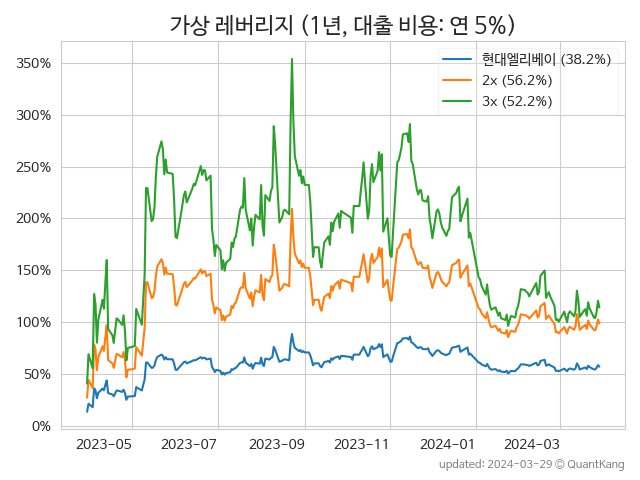 가상 레버리지 (1년, 대출 비용: 연 5%)
현대엘리베이 (38.2%)
2x (56.2%)
3x (52.2%)
350%
300%
250%
200%
150%
100%
50%
0%
2023-05
2023-07
2023-09
2023-11
2024-01
2024-03
updated: 2024-03-29 © QuantKang